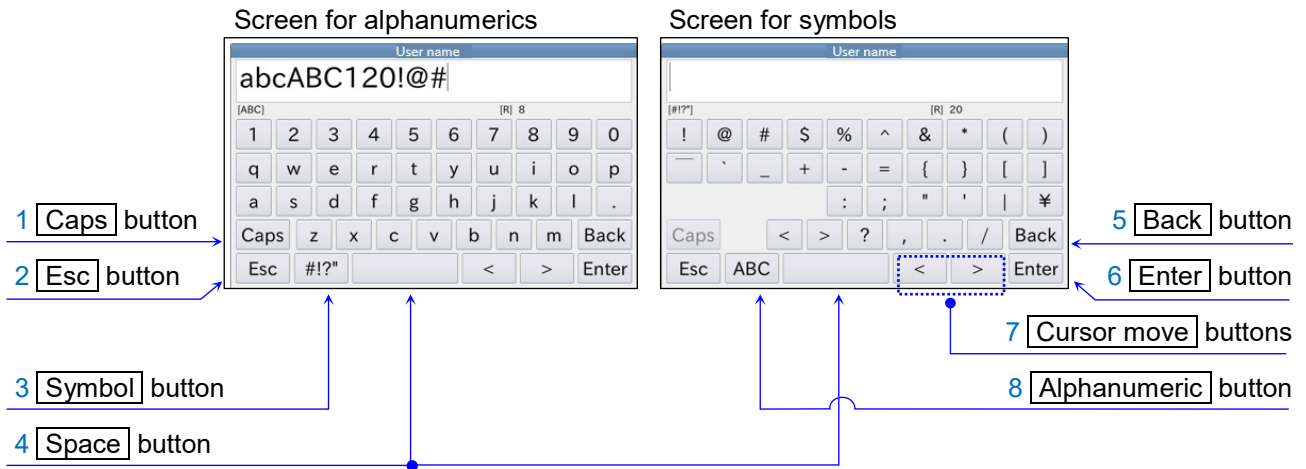 Screen for alphanumerics
Screen for symbols
User name
abcABC120!@#
[ABC] [R] 8
1 2 3 4 5 6 7 8 9 0
q w e r t y u i o p
a s d f g h j k l .
Caps z x c v b n m Back
Esc #!?" < > Enter
User name
[#!?"] [R] 20
! @ # $ % ^ & * ( )
‾ ` _ + - = { } [ ]
: ; " ' | ¥
Caps < > ? , . / Back
Esc ABC < > Enter
1 Caps button
2 Esc button
3 Symbol button
4 Space button
5 Back button
6 Enter button
7 Cursor move buttons
8 Alphanumeric button